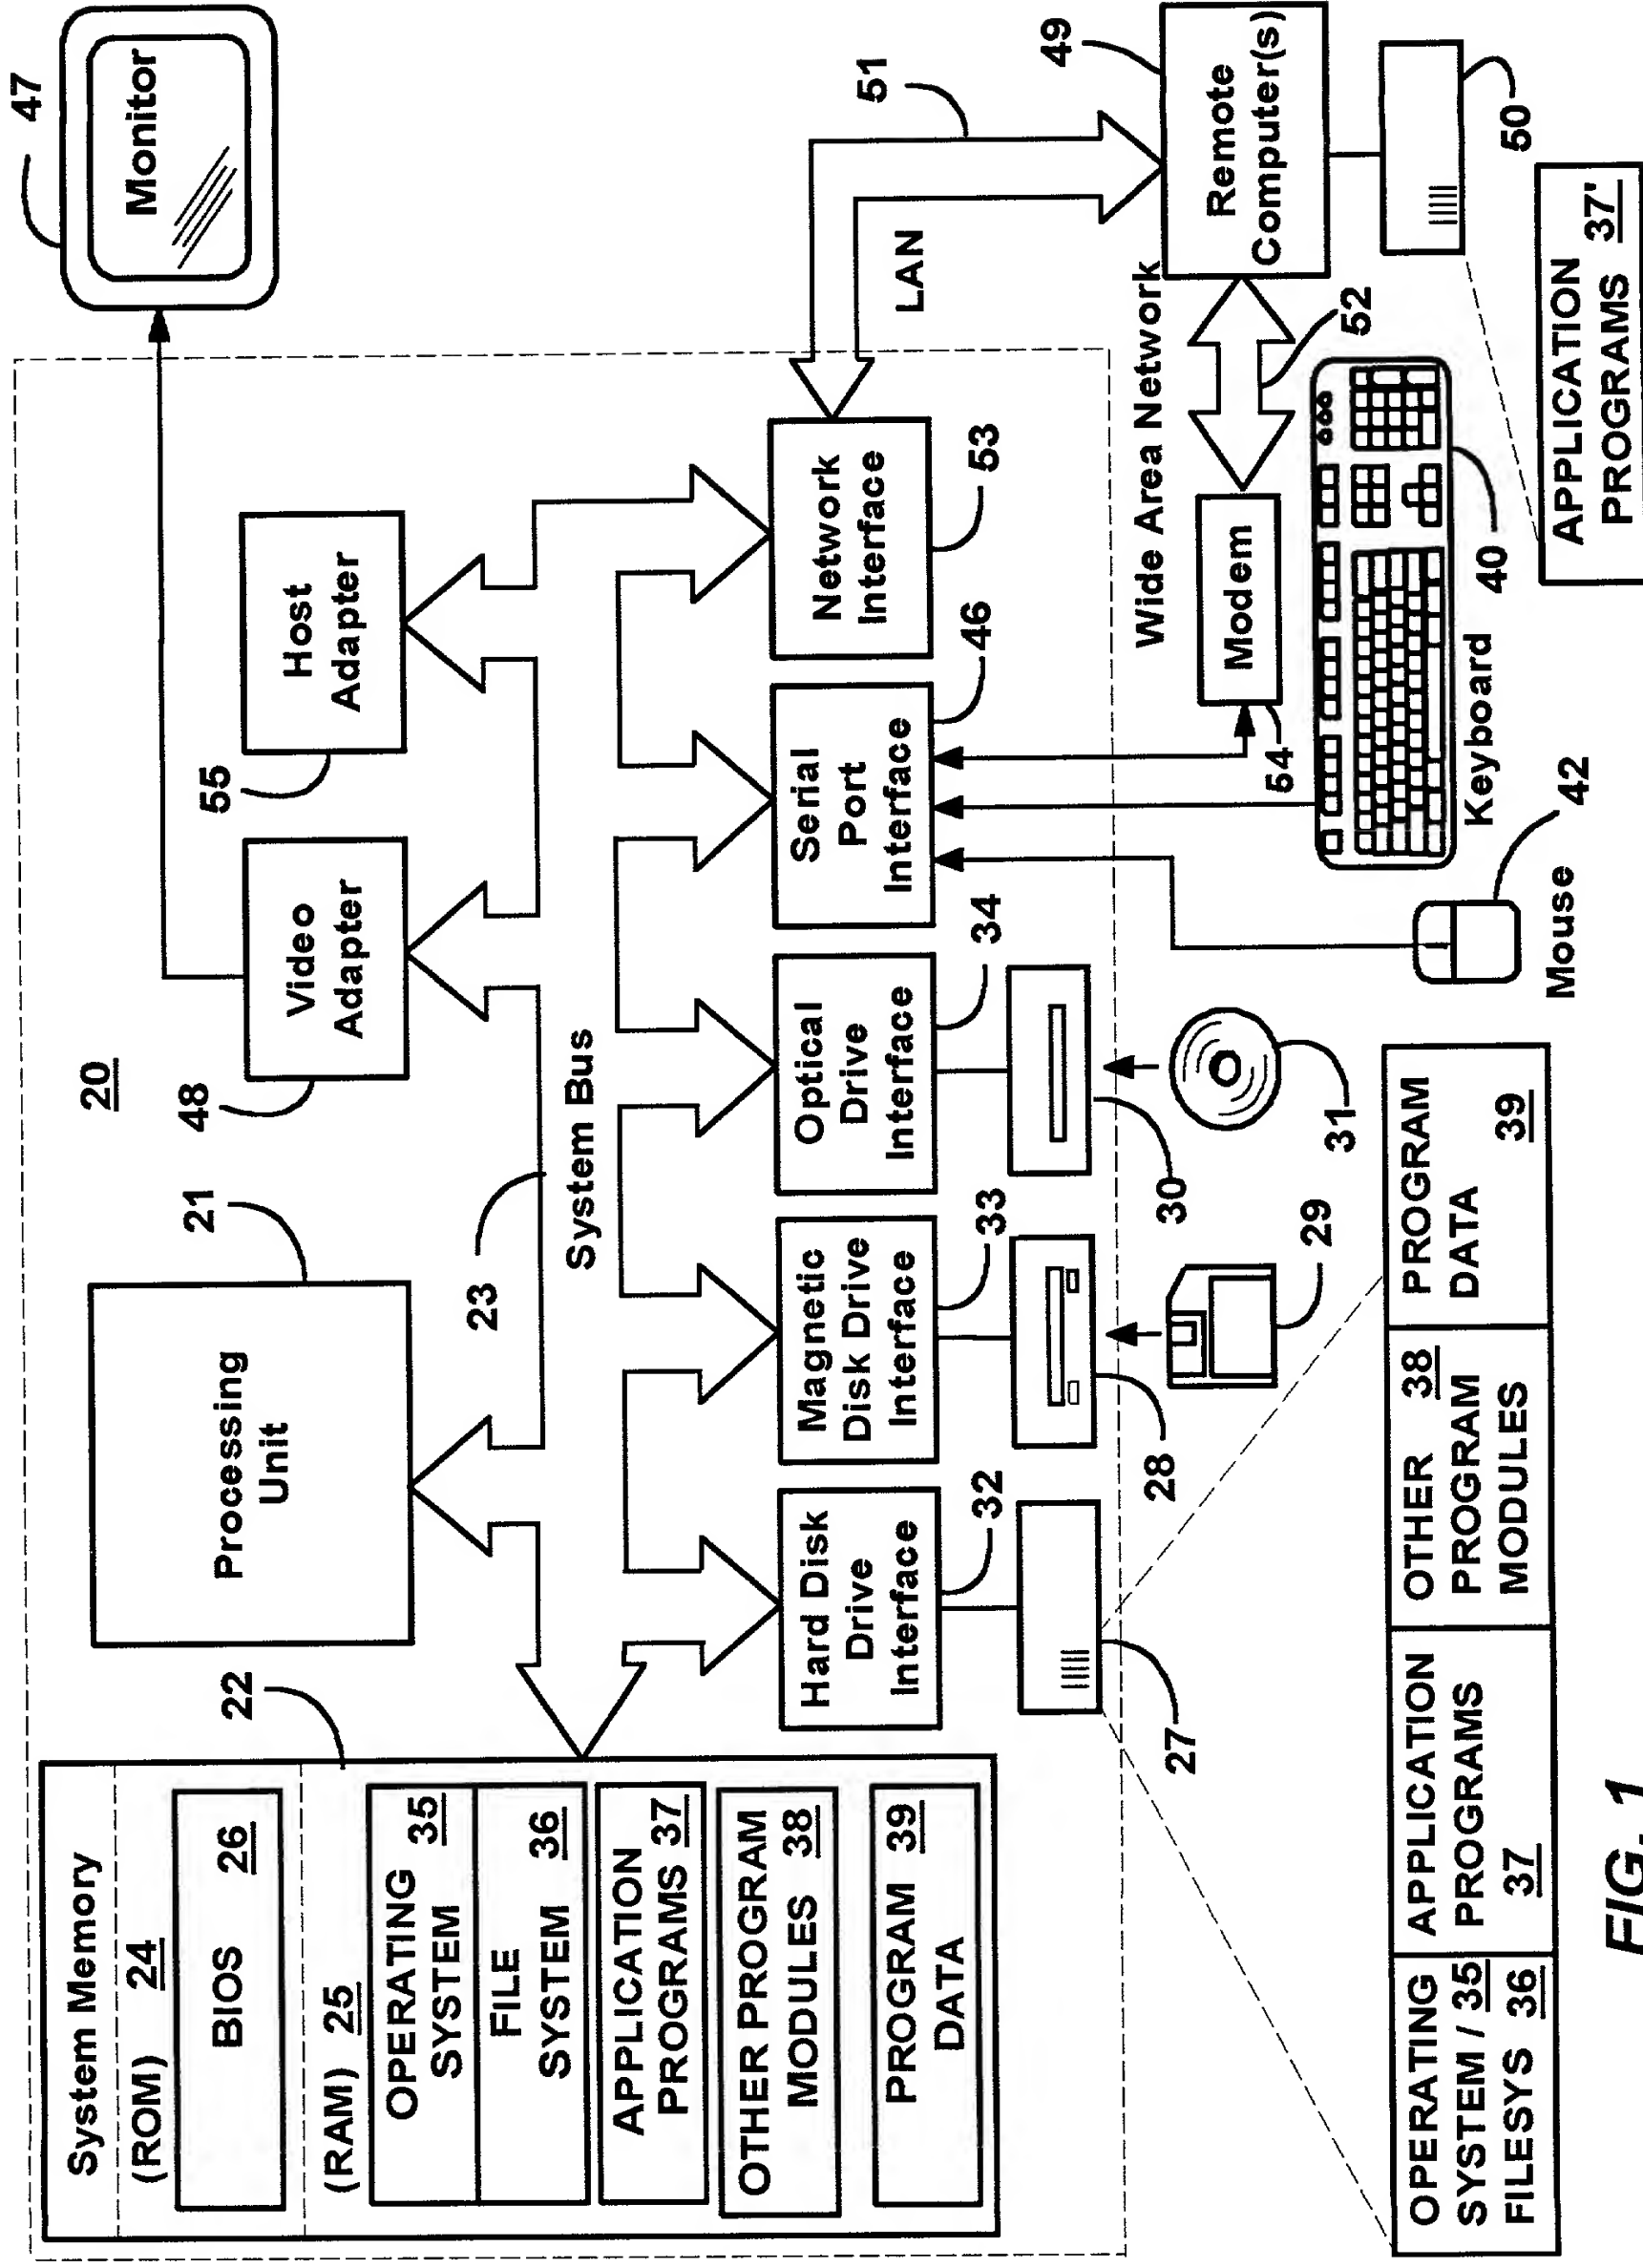 20
System Memory
(ROM) 24
BIOS 26
22
(RAM) 25
OPERATING
SYSTEM 35
FILE
SYSTEM 36
APPLICATION
PROGRAMS 37
OTHER PROGRAM
MODULES 38
PROGRAM 39
DATA
Processing
Unit
21
48
Video
Adapter
55
Host
Adapter
47
Monitor
23
System Bus
Hard Disk
Drive
Interface
32
Magnetic
Disk Drive
Interface
33
Optical
Drive
Interface
34
Serial
Port
Interface
46
Network
Interface
53
LAN
51
27
28
29
30
31
54
Modem
Wide Area Network
52
49
Remote
Computer(s)
50
Mouse
42
Keyboard
40
OPERATING
SYSTEM / 35
FILESYS 36
APPLICATION
PROGRAMS
37
OTHER 38
PROGRAM
MODULES
PROGRAM
DATA
39
APPLICATION
PROGRAMS 37'
FIG. 1